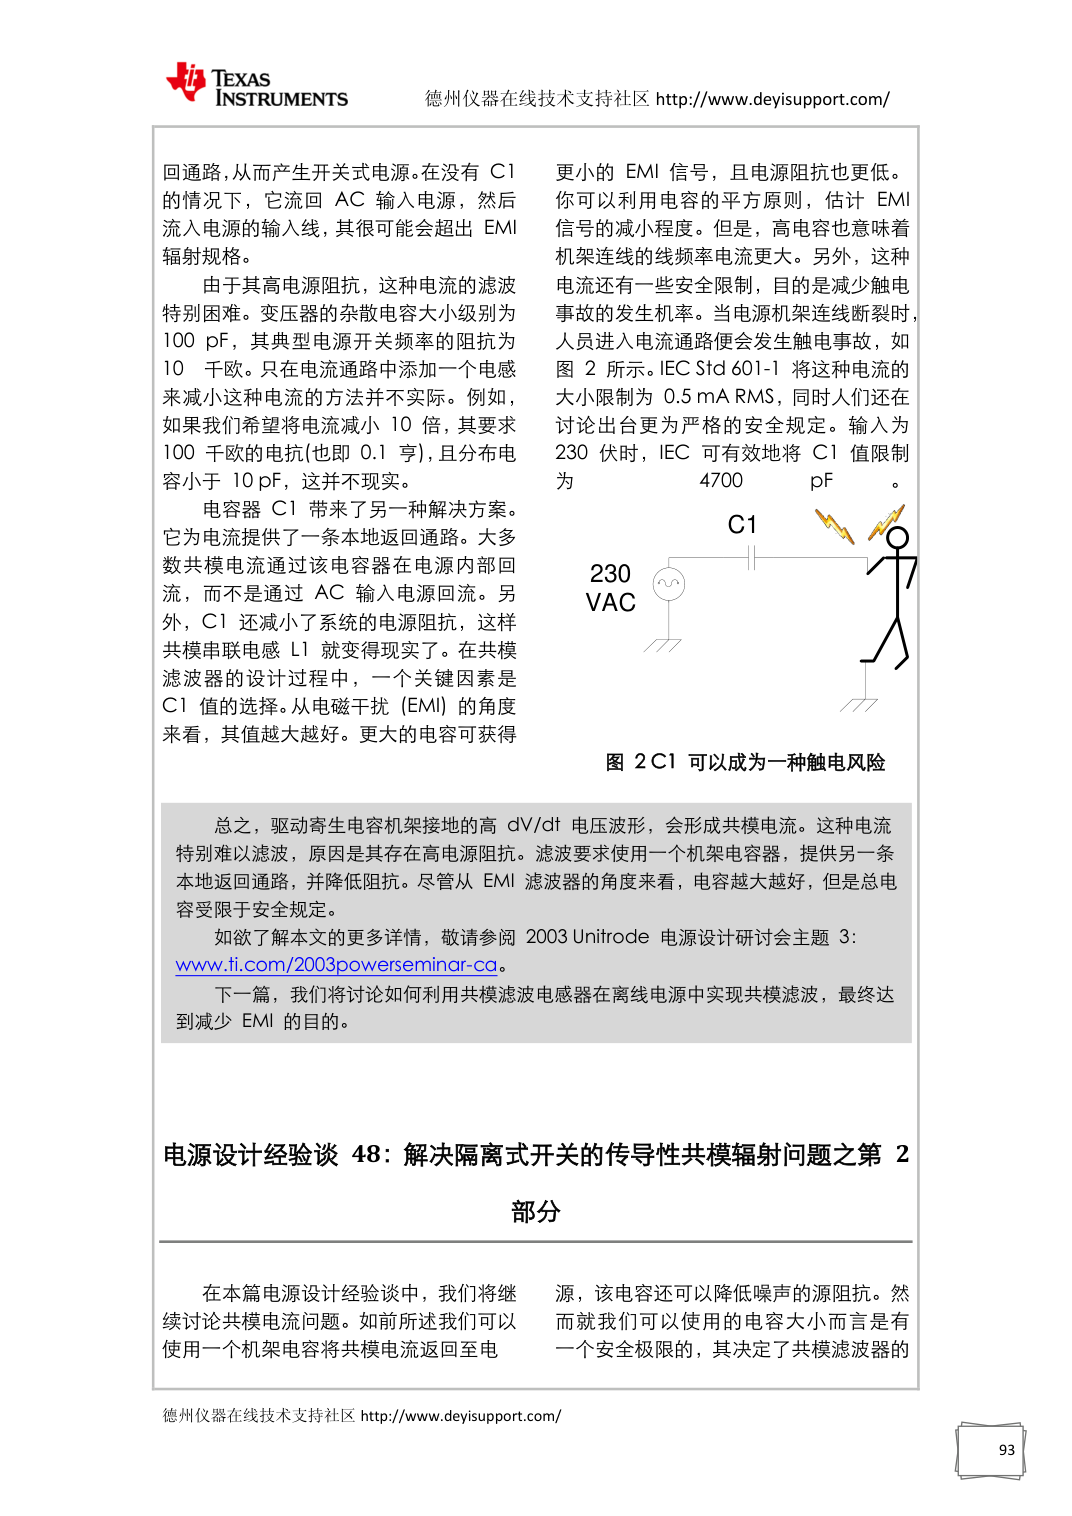 TEXAS
INSTRUMENTS
德州仪器在线技术支持社区 http://www.deyisupport.com/
回通路，从而产生开关式电源。在没有 C1
的情况下，它流回 AC 输入电源，然后
流入电源的输入线，其很可能会超出 EMI
辐射规格。
由于其高电源阻抗，这种电流的滤波
特别困难。变压器的杂散电容大小级别为
100 pF，其典型电源开关频率的阻抗为
10 千欧。只在电流通路中添加一个电感
来减小这种电流的方法并不实际。例如，
如果我们希望将电流减小 10 倍，其要求
100 千欧的电抗(也即 0.1 亨)，且分布电
容小于 10 pF，这并不现实。
电容器 C1 带来了另一种解决方案。
它为电流提供了一条本地返回通路。大多
数共模电流通过该电容器在电源内部回
流，而不是通过 AC 输入电源回流。另
外，C1 还减小了系统的电源阻抗，这样
共模串联电感 L1 就变得现实了。在共模
滤波器的设计过程中，一个关键因素是
C1 值的选择。从电磁干扰 (EMI) 的角度
来看，其值越大越好。更大的电容可获得
更小的 EMI 信号，且电源阻抗也更低。
你可以利用电容的平方原则，估计 EMI
信号的减小程度。但是，高电容也意味着
机架连线的线频率电流更大。另外，这种
电流还有一些安全限制，目的是减少触电
事故的发生机率。当电源机架连线断裂时，
人员进入电流通路便会发生触电事故，如
图 2 所示。IEC Std 601-1 将这种电流的
大小限制为 0.5 mA RMS，同时人们还在
讨论出台更为严格的安全规定。输入为
230 伏时，IEC 可有效地将 C1 值限制
为 4700 pF 。
C1
230
VAC
图 2 C1 可以成为一种触电风险
总之，驱动寄生电容机架接地的高 dV/dt 电压波形，会形成共模电流。这种电流
特别难以滤波，原因是其存在高电源阻抗。滤波要求使用一个机架电容器，提供另一条
本地返回通路，并降低阻抗。尽管从 EMI 滤波器的角度来看，电容越大越好，但是总电
容受限于安全规定。
如欲了解本文的更多详情，敬请参阅 2003 Unitrode 电源设计研讨会主题 3：
www.ti.com/2003powerseminar-ca。
下一篇，我们将讨论如何利用共模滤波电感器在离线电源中实现共模滤波，最终达
到减少 EMI 的目的。
电源设计经验谈 48：解决隔离式开关的传导性共模辐射问题之第 2
部分
在本篇电源设计经验谈中，我们将继
续讨论共模电流问题。如前所述我们可以
使用一个机架电容将共模电流返回至电
源，该电容还可以降低噪声的源阻抗。然
而就我们可以使用的电容大小而言是有
一个安全极限的，其决定了共模滤波器的
德州仪器在线技术支持社区 http://www.deyisupport.com/
93